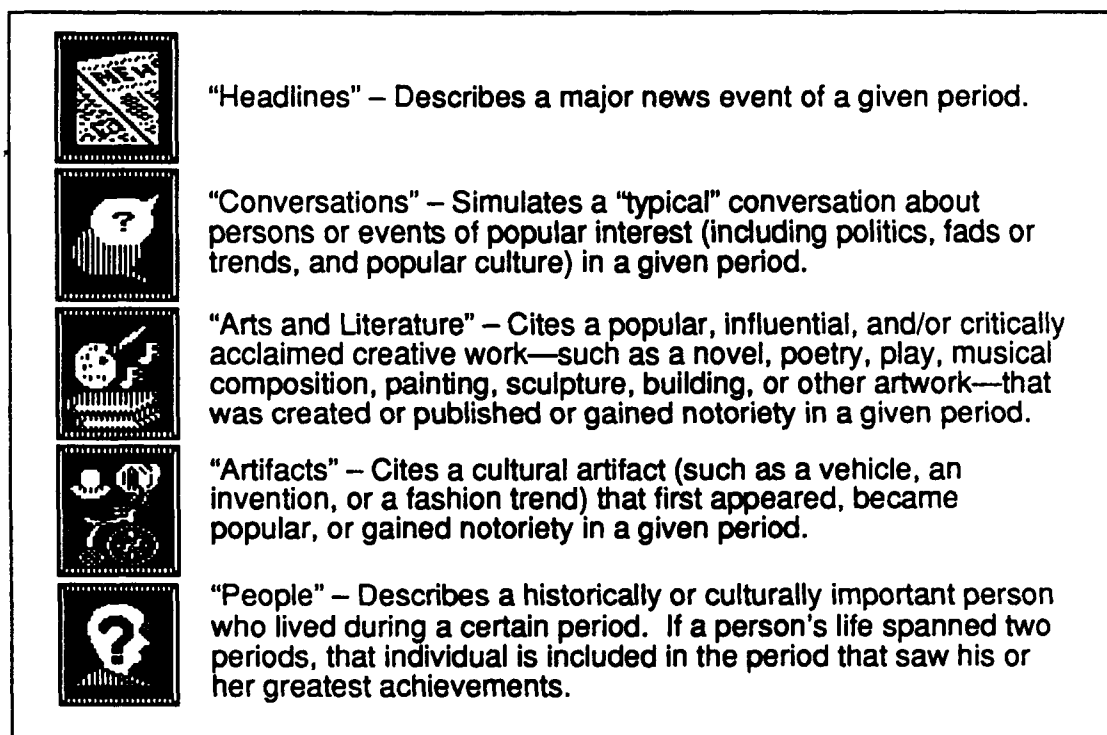 NEWS
"Headlines" – Describes a major news event of a given period.
?
"Conversations" – Simulates a "typical" conversation about
persons or events of popular interest (including politics, fads or
trends, and popular culture) in a given period.
"Arts and Literature" – Cites a popular, influential, and/or critically
acclaimed creative work—such as a novel, poetry, play, musical
composition, painting, sculpture, building, or other artwork—that
was created or published or gained notoriety in a given period.
"Artifacts" – Cites a cultural artifact (such as a vehicle, an
invention, or a fashion trend) that first appeared, became
popular, or gained notoriety in a given period.
?
"People" – Describes a historically or culturally important person
who lived during a certain period. If a person's life spanned two
periods, that individual is included in the period that saw his or
her greatest achievements.